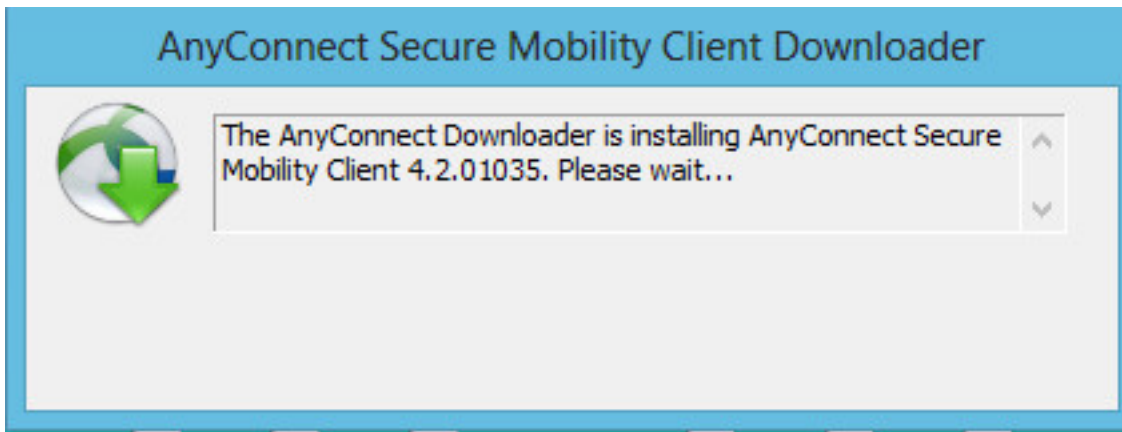 AnyConnect Secure Mobility Client Downloader
The AnyConnect Downloader is installing AnyConnect Secure
Mobility Client 4.2.01035. Please wait...